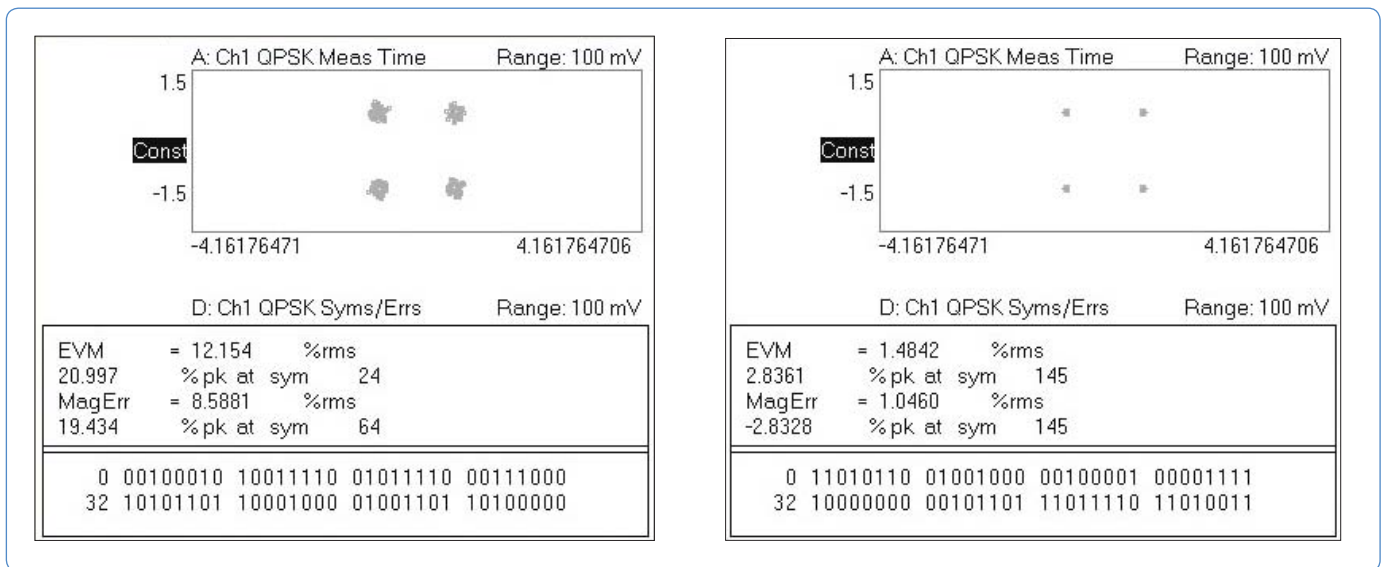 A: Ch1 QPSK Meas Time Range: 100 mV
1.5
Const
-1.5
-4.16176471 4.161764706
D: Ch1 QPSK Syms/Errs Range: 100 mV
EVM = 12.154 %rms
20.997 %pk at sym 24
MagErr = 8.5881 %rms
19.434 %pk at sym 64
0 00100010 10011110 01011110 00111000
32 10101101 10001000 01001101 10100000
A: Ch1 QPSK Meas Time Range: 100 mV
1.5
Const
-1.5
-4.16176471 4.161764706
D: Ch1 QPSK Syms/Errs Range: 100 mV
EVM = 1.4842 %rms
2.8361 %pk at sym 145
MagErr = 1.0460 %rms
-2.8328 %pk at sym 145
0 11010110 01001000 00100001 00001111
32 10000000 00101101 11011110 11010011